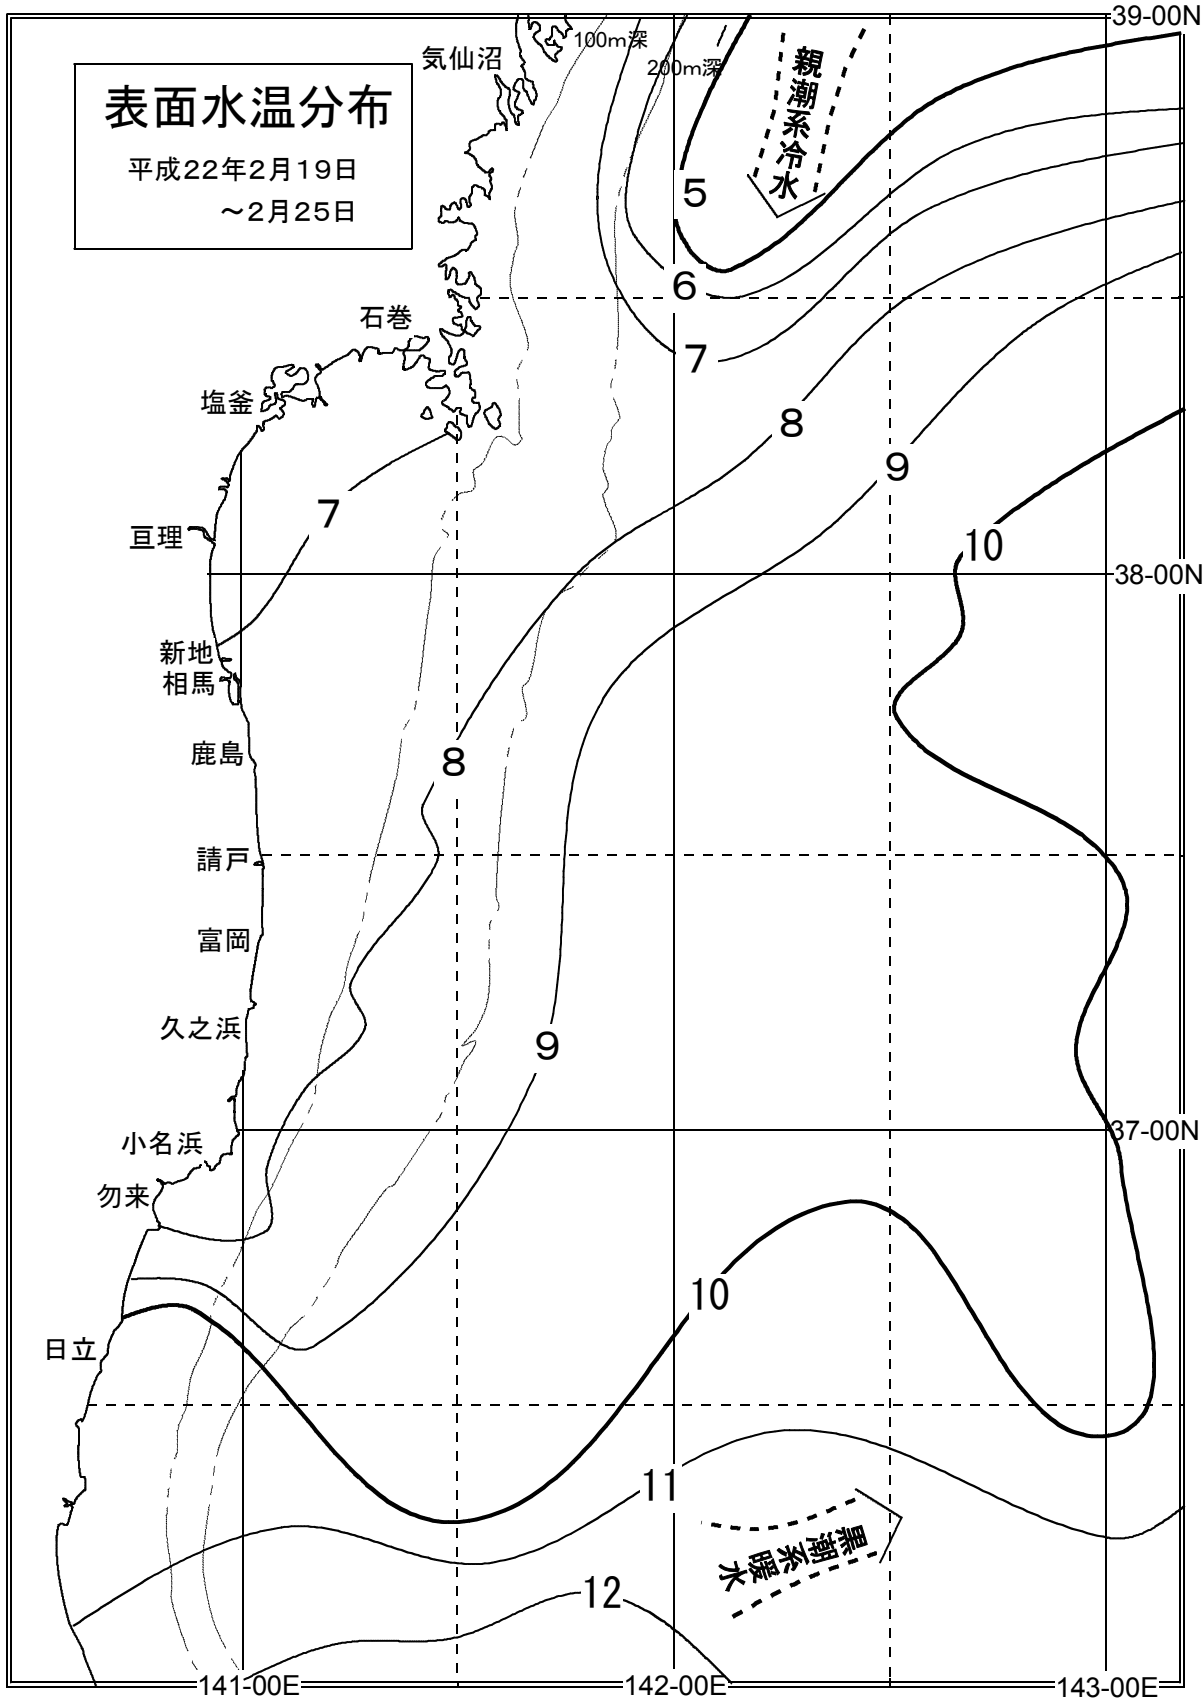 39-00N
100m深
気仙沼
200m深
表面水温分布
平成22年2月19日
～2月25日
親潮系冷水
5
6
石巻
7
塩釜
8
9
7
亘理
10
38-00N
新地
相馬
鹿島
8
請戸
富岡
久之浜
9
37-00N
小名浜
勿来
10
日立
11
黒潮系暖水
12
141-00E
142-00E
143-00E